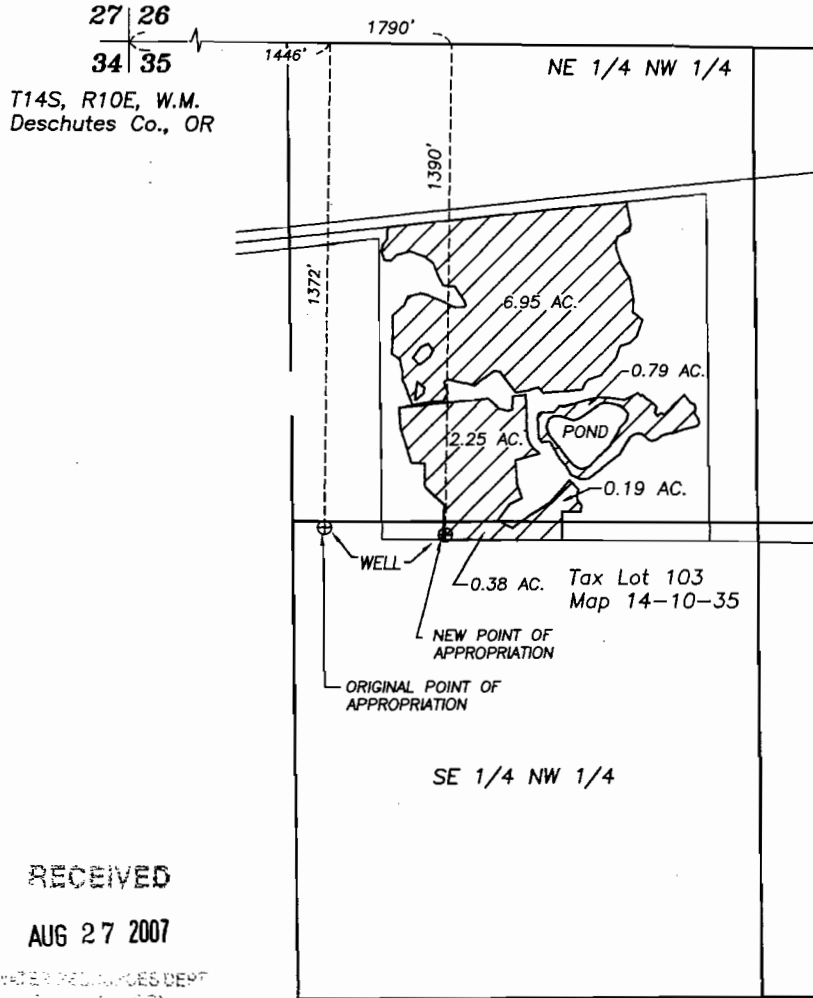 27 26
34 35
T14S, R10E, W.M.
Deschutes Co., OR
1790'
1446'
NE 1/4 NW 1/4
1390'
1372'
6.95 AC.
0.79 AC.
2.25 AC.
POND
0.19 AC.
WELL
0.38 AC.
Tax Lot 103
Map 14-10-35
NEW POINT OF
APPROPRIATION
ORIGINAL POINT OF
APPROPRIATION
SE 1/4 NW 1/4
RECEIVED
AUG 27 2007
WATER RESOURCES DEPT